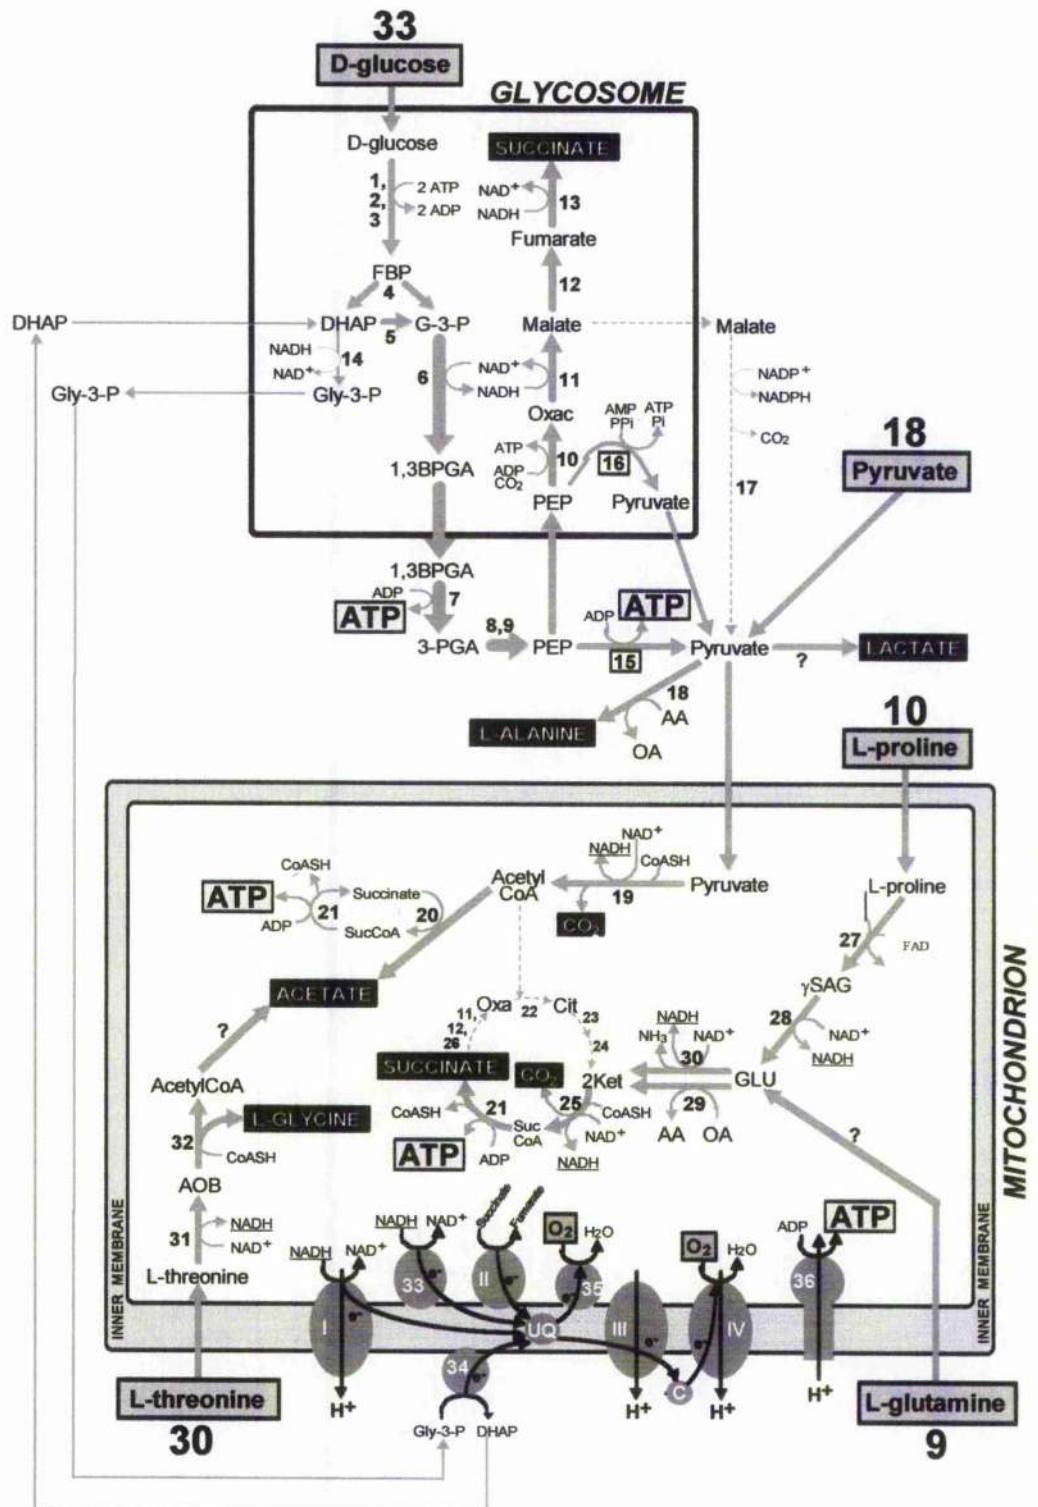 33
D-glucose
GLYCOSOME
D-glucose
SUCCINATE
1,
2,
3
2 ATP
2 ADP
NAD+
NADH
13
Fumarate
FBP
4
12
DHAP
DHAP
5
G-3-P
Malate
Malate
NADH
NAD+
14
6
NAD+
NADH
11
NADP+
NADPH
Gly-3-P
Gly-3-P
Oxac
AMP
PPi
ATP
Pi
CO2
18
Pyruvate
ATP
ADP
CO2
10
16
1,3BPGA
PEP
Pyruvate
17
1,3BPGA
ADP
ATP
7
ADP
ATP
3-PGA
8,9
PEP
15
Pyruvate
?
LACTATE
18
AA
L-ALANINE
OA
10
L-proline
NAD+
NADH
CoASH
CoASH
Acetyl
CoA
19
Pyruvate
L-proline
ATP
Succinate
ADP
21
SucCoA
20
CO2
27
FAD
ACETATE
γSAG
Oxa
22
Cit
11,
12,
26
23
24
28
NAD+
NADH
?
NADH
NH3
NAD+
30
SUCCINATE
CO2
2Ket
GLU
AcetylCoA
29
AA
OA
L-GLYCINE
CoASH
21
Suc
CoA
25
CoASH
NAD+
NADH
ATP
ADP
?
32
CoASH
AOB
31
NADH
NAD+
L-threonine
MITOCHONDRION
INNER MEMBRANE
INNER MEMBRANE
NADH
NAD+
NADH
NAD+
Succinate
Fumarate
O2
H2O
O2
H2O
ADP
ATP
I
e-
33
e-
II
e-
35
e-
UQ
III
e-
IV
e-
36
34
e-
C
H+
H+
H+
H+
Gly-3-P
DHAP
L-threonine
30
L-glutamine
9